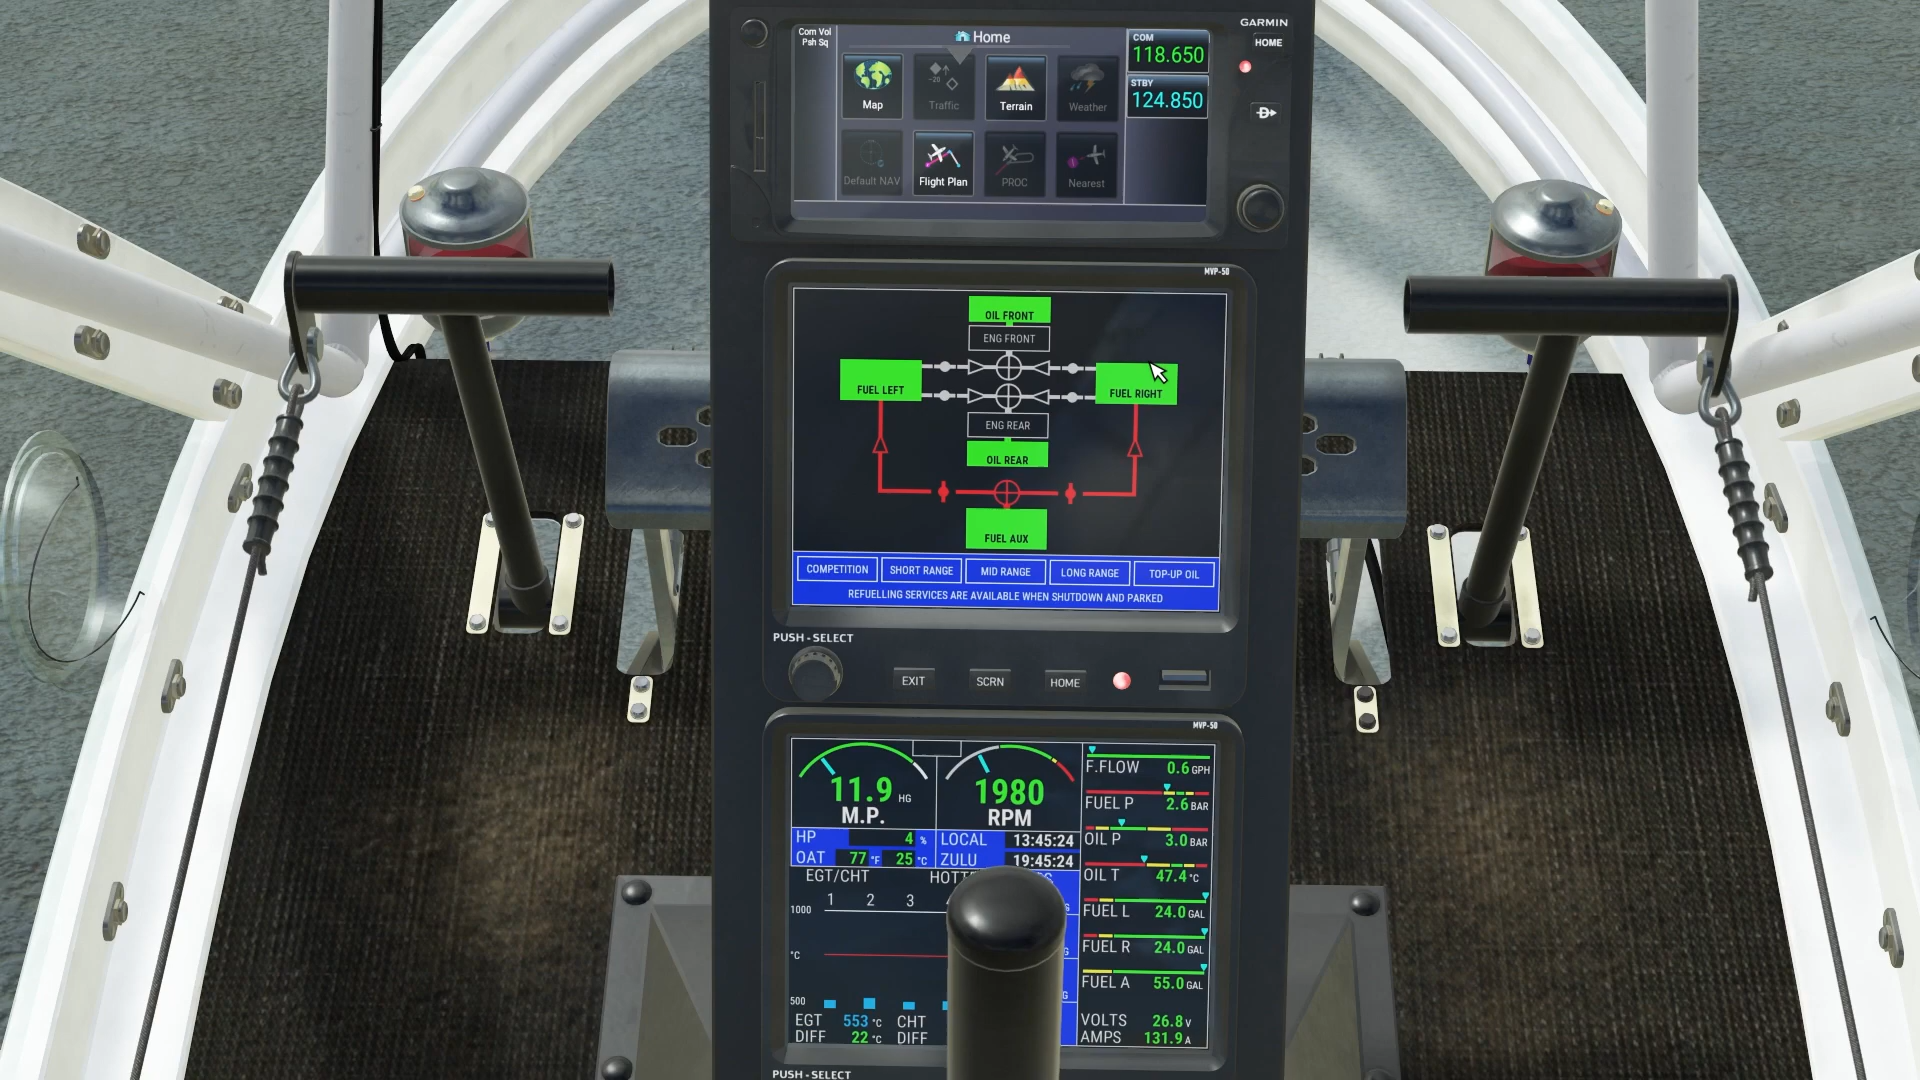 Com Vol
Psh Sq
Home
COM
118.650
STBY
124.850
GARMIN
HOME
Map
Traffic
-20
Terrain
Weather
Default NAV
Flight Plan
PROC
Nearest
MVP-50
OIL FRONT
ENG FRONT
FUEL LEFT
FUEL RIGHT
ENG REAR
OIL REAR
FUEL AUX
COMPETITION
SHORT RANGE
MID RANGE
LONG RANGE
TOP-UP OIL
REFUELLING SERVICES ARE AVAILABLE WHEN SHUTDOWN AND PARKED
PUSH - SELECT
EXIT
SCRN
HOME
MVP-50
11.9 HG
M.P.
1980
RPM
HP 4 %
OAT 77 °F 25 °C
LOCAL 13:45:24
ZULU 19:45:24
EGT/CHT
1 2 3
1000
°C
500
EGT 553 °C CHT
DIFF 22 °C DIFF
F.FLOW 0.6 GPH
FUEL P 2.6 BAR
OIL P 3.0 BAR
OIL T 47.4 °C
FUEL L 24.0 GAL
FUEL R 24.0 GAL
FUEL A 55.0 GAL
VOLTS 26.8 V
AMPS 131.9 A
PUSH - SELECT